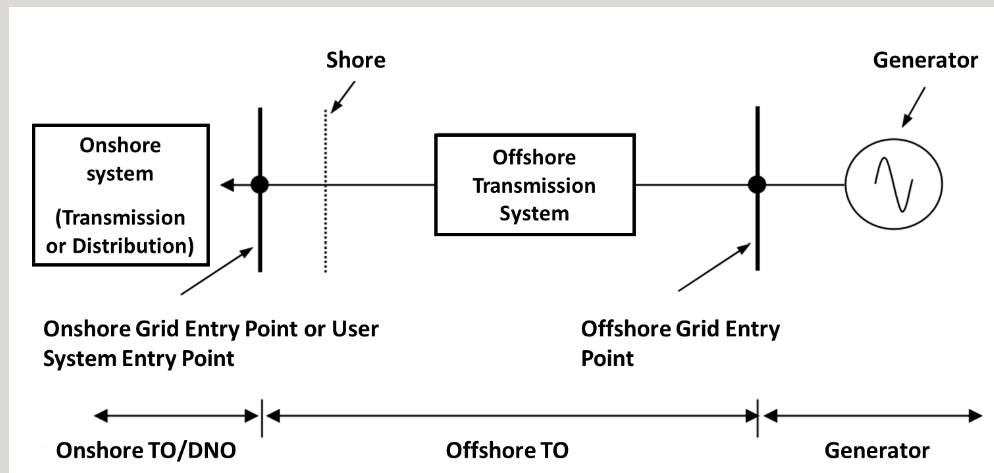 Shore
Generator
Onshore
system
(Transmission
or Distribution)
Offshore
Transmission
System
Onshore Grid Entry Point or User
System Entry Point
Offshore Grid Entry
Point
Onshore TO/DNO
Offshore TO
Generator